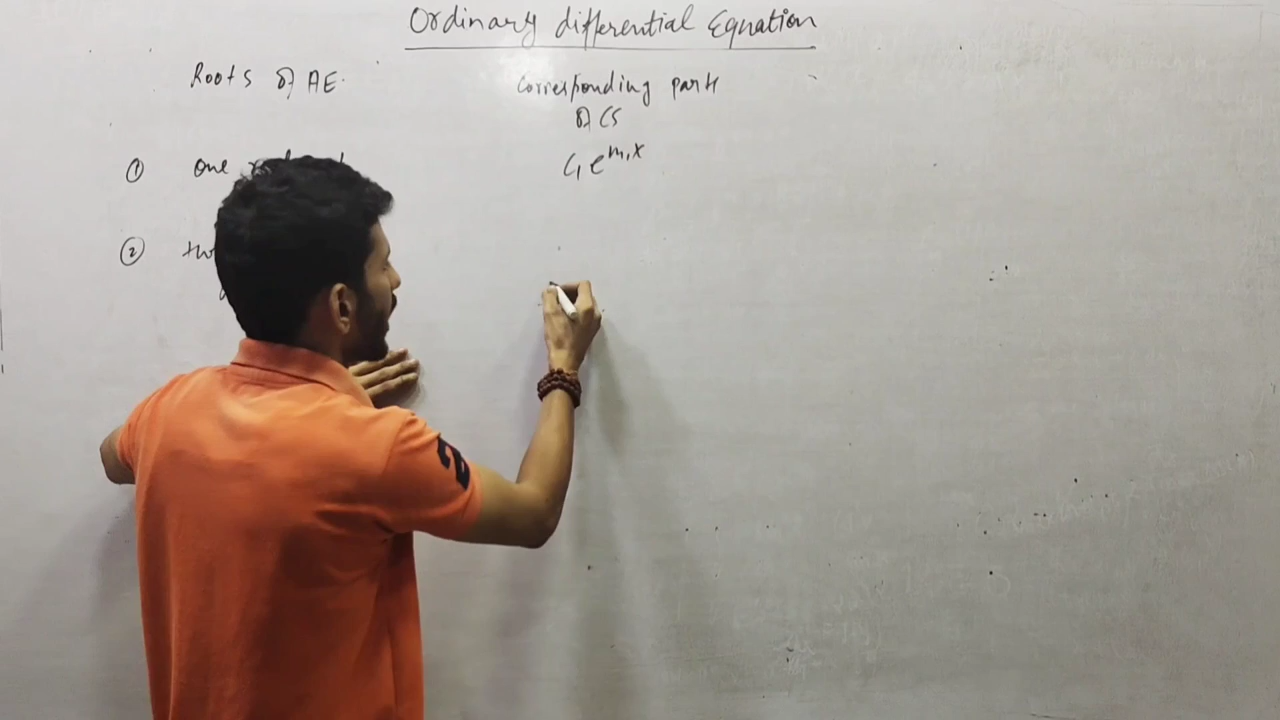 Ordinary differential Equation
Roots of AE. Corresponding part
of CS
① one C₁e^m₁x
②